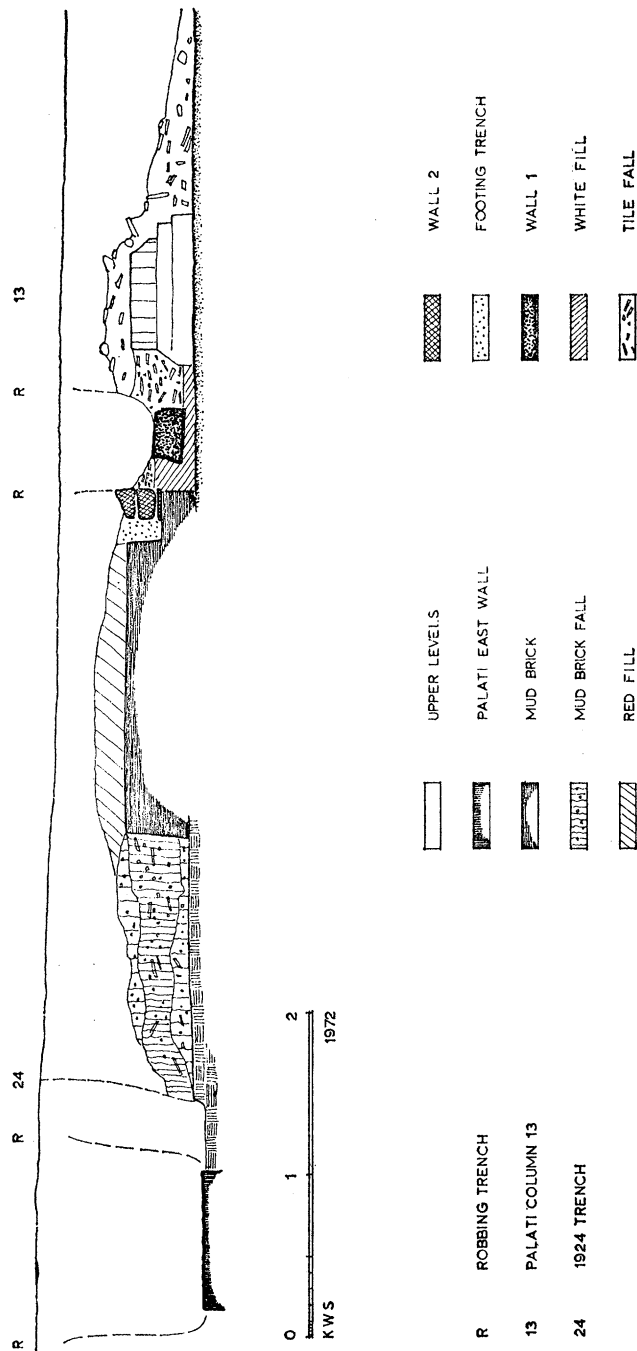 R R 24 R R 13
0 1 2
KWS 1972
R ROBBING TRENCH
13 PALATI COLUMN 13
24 1924 TRENCH
UPPER LEVELS
PALATI EAST WALL
MUD BRICK
MUD BRICK FALL
RED FILL
WALL 2
FOOTING TRENCH
WALL 1
WHITE FILL
TILE FALL